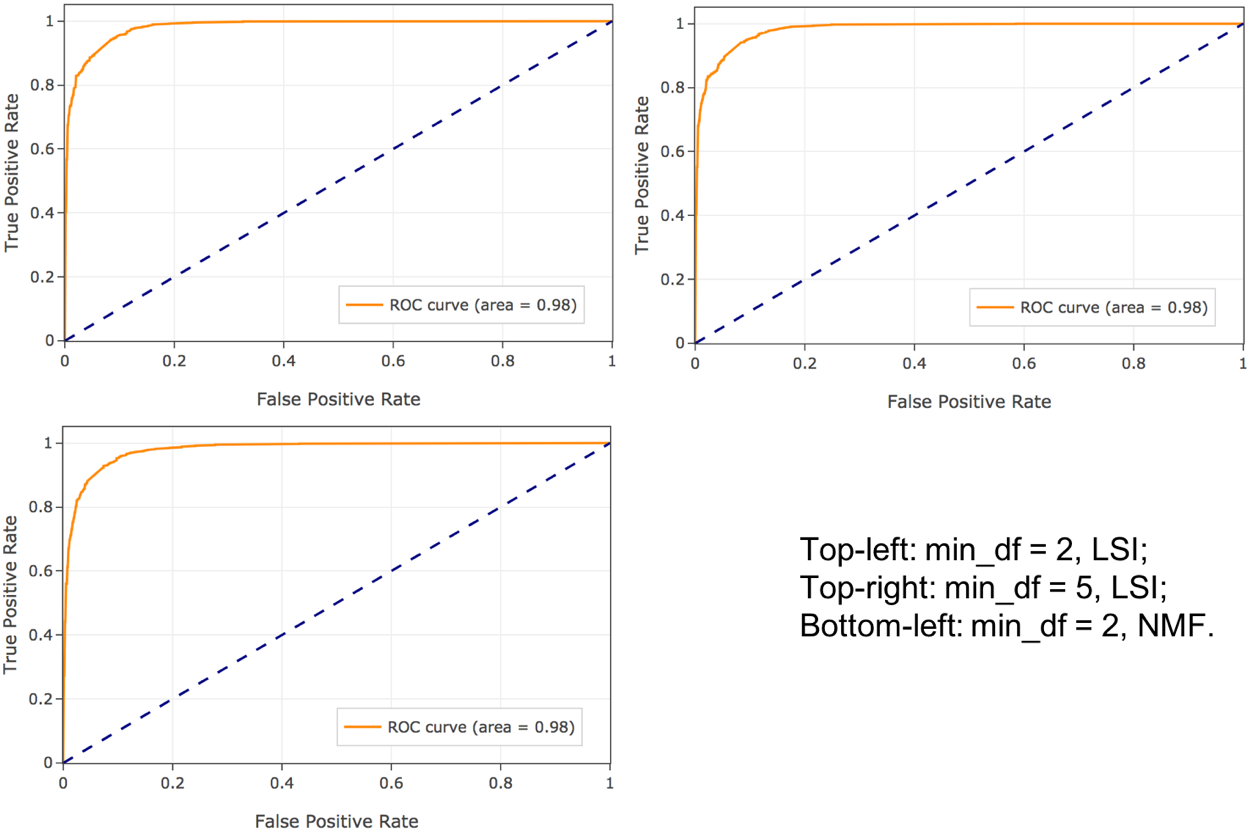 True Positive Rate
1
0.8
0.6
0.4
0.2
0
ROC curve (area = 0.98)
0 0.2 0.4 0.6 0.8 1
False Positive Rate
True Positive Rate
1
0.8
0.6
0.4
0.2
0
ROC curve (area = 0.98)
0 0.2 0.4 0.6 0.8 1
False Positive Rate
True Positive Rate
1
0.8
0.6
0.4
0.2
0
ROC curve (area = 0.98)
0 0.2 0.4 0.6 0.8 1
False Positive Rate
Top-left: min_df = 2, LSI;
Top-right: min_df = 5, LSI;
Bottom-left: min_df = 2, NMF.